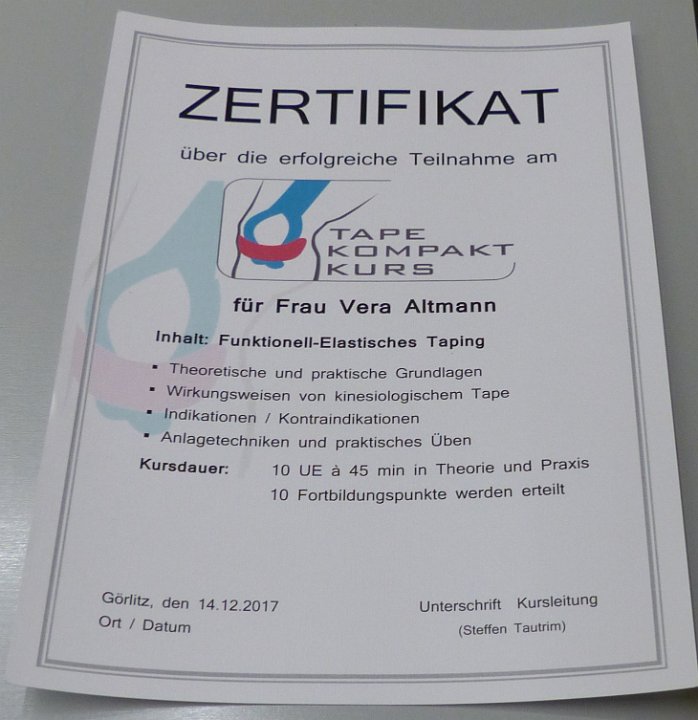 ZERTIFIKAT
über die erfolgreiche Teilnahme am
TAPE
KOMPAKT
KURS
für Frau Vera Altmann
Inhalt: Funktionell-Elastisches Taping
▪ Theoretische und praktische Grundlagen
▪ Wirkungsweisen von kinesiologischem Tape
▪ Indikationen / Kontraindikationen
▪ Anlagetechniken und praktisches Üben
Kursdauer: 10 UE à 45 min in Theorie und Praxis
10 Fortbildungspunkte werden erteilt
Görlitz, den 14.12.2017
Ort / Datum
Unterschrift Kursleitung
(Steffen Tautrim)